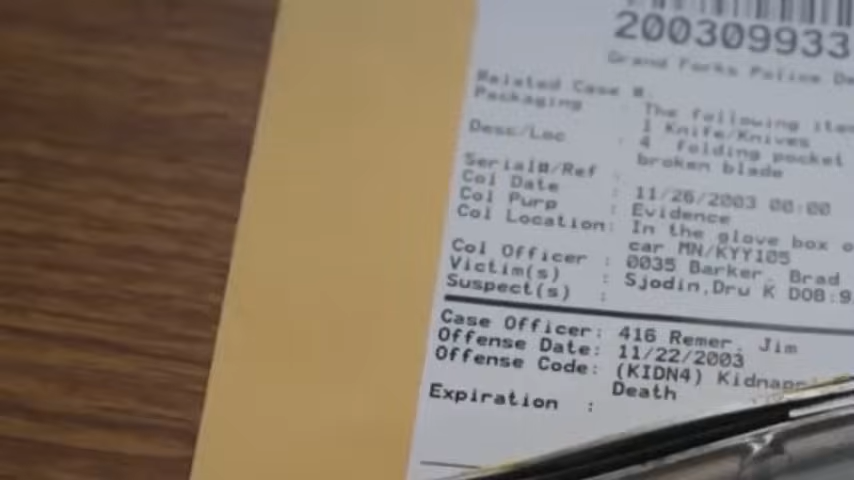 200309933
Grand Forks Police De
Related Case #
Packaging : The following ite
1 Knife/Knives
Desc/Loc : 4" folding pocket
broken blade
Serial#/Ref :
Col Date : 11/26/2003 00:00
Col Purp : Evidence
Col Location: In the glove box o
car MN/KYY105
Col Officer : 0035 Barker, Brad
Victim(s) : Sjodin,Dru K DOB:9
Suspect(s) :
Case Officer: 416 Remer, Jim
Offense Date: 11/22/2003
Offense Code: (KIDN4) Kidnapp
Death
Expiration :